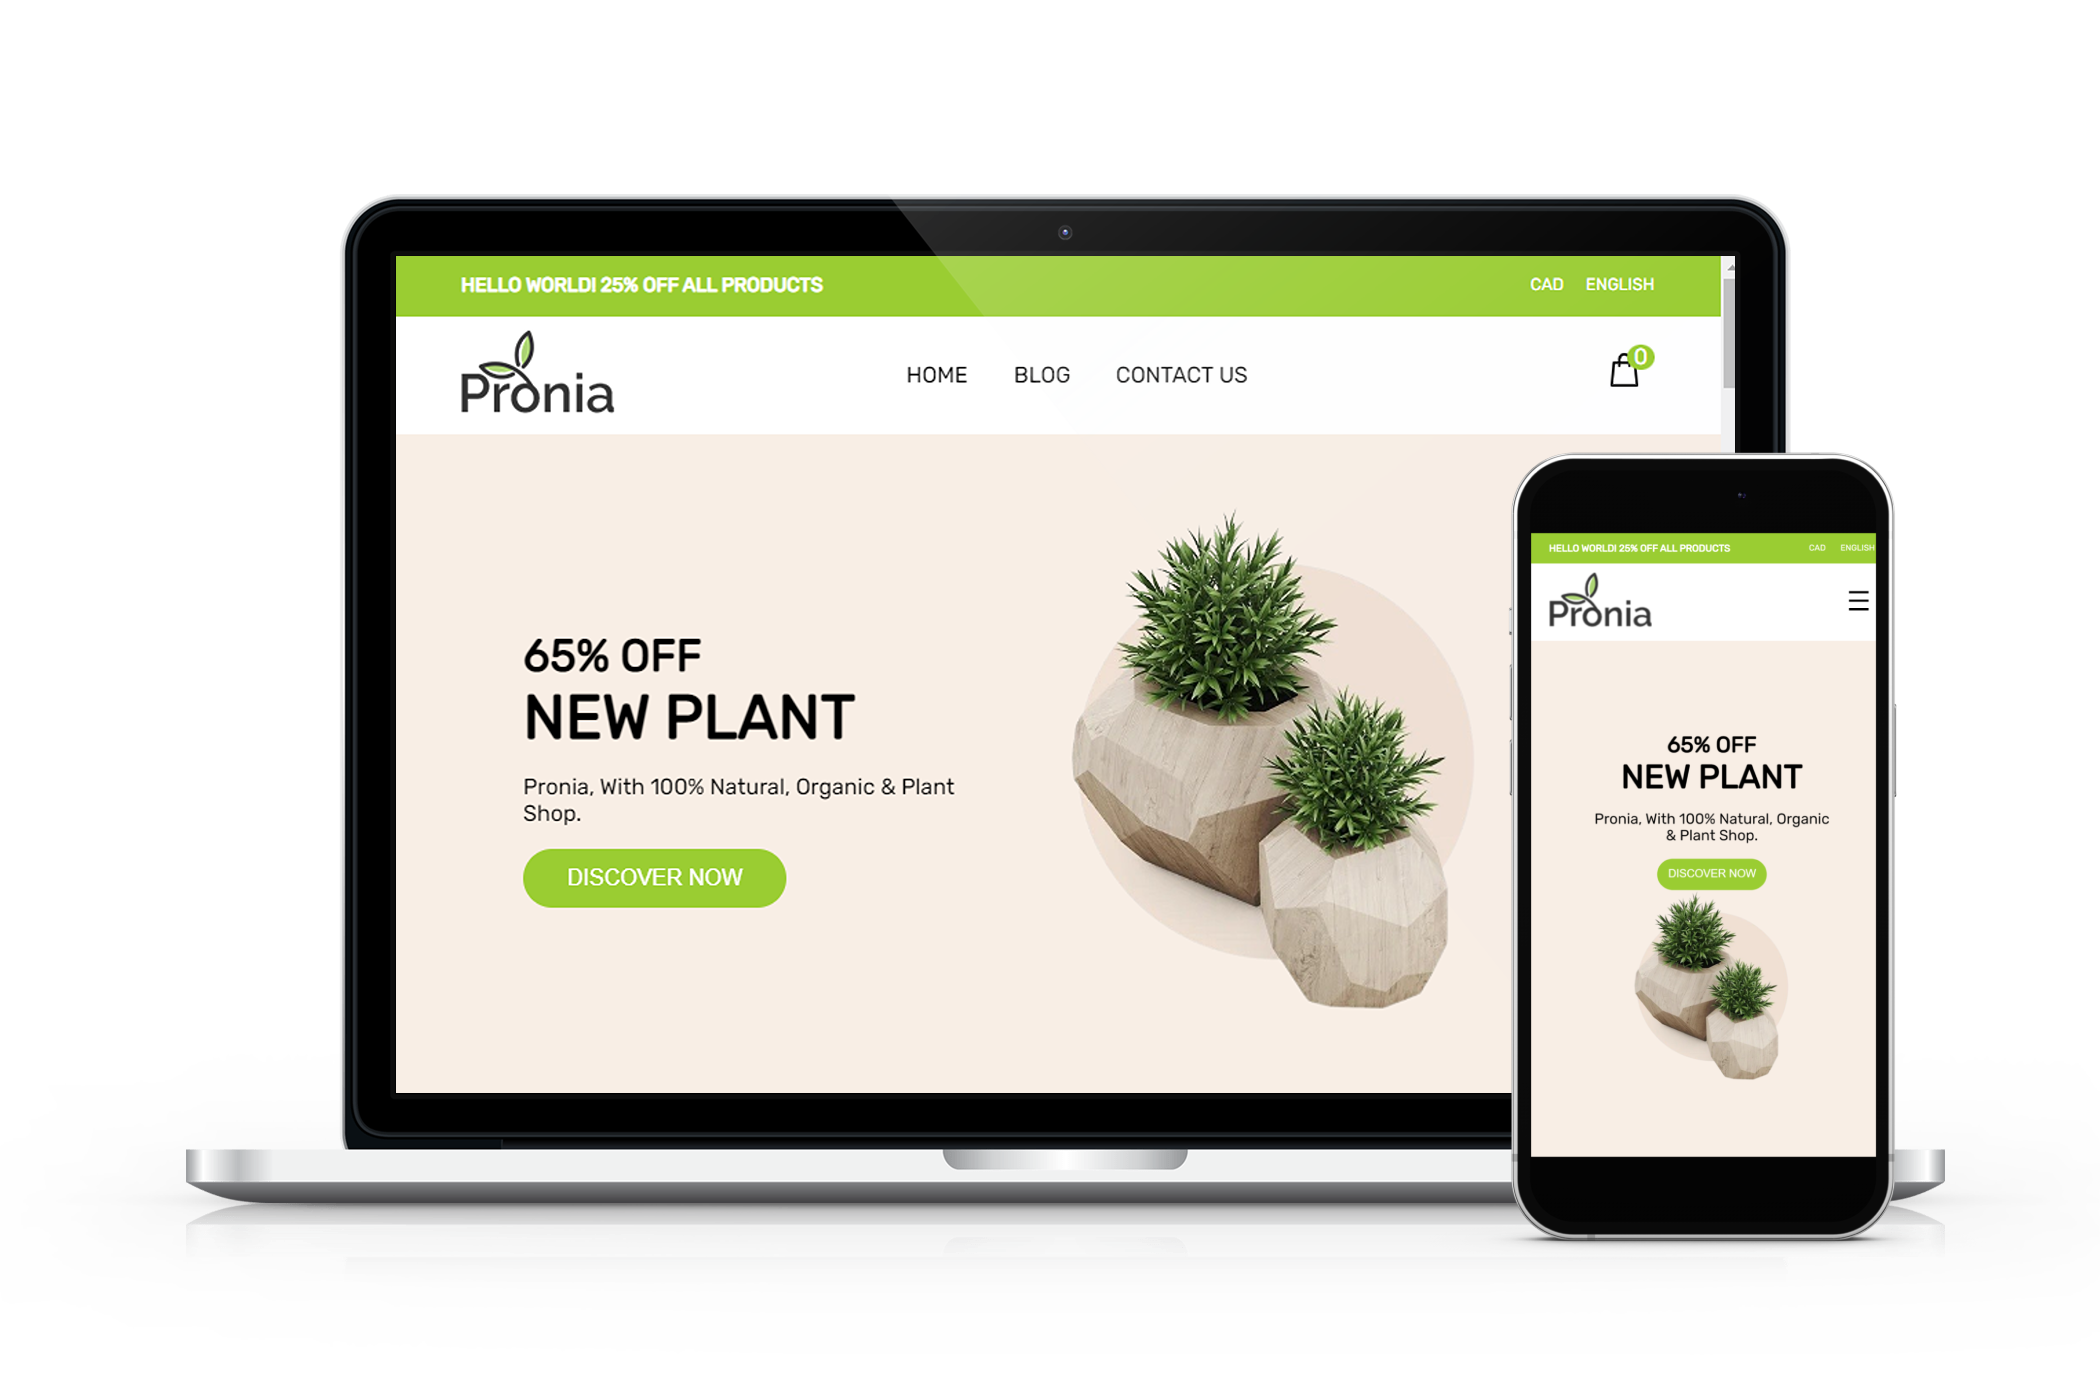 HELLO WORLD! 25% OFF ALL PRODUCTS
CAD ENGLISH
Pronia
HOME BLOG CONTACT US
0
65% OFF
NEW PLANT
Pronia, With 100% Natural, Organic & Plant
Shop.
DISCOVER NOW
HELLO WORLD! 25% OFF ALL PRODUCTS
CAD ENGLISH
Pronia
65% OFF
NEW PLANT
Pronia, With 100% Natural, Organic
& Plant Shop.
DISCOVER NOW